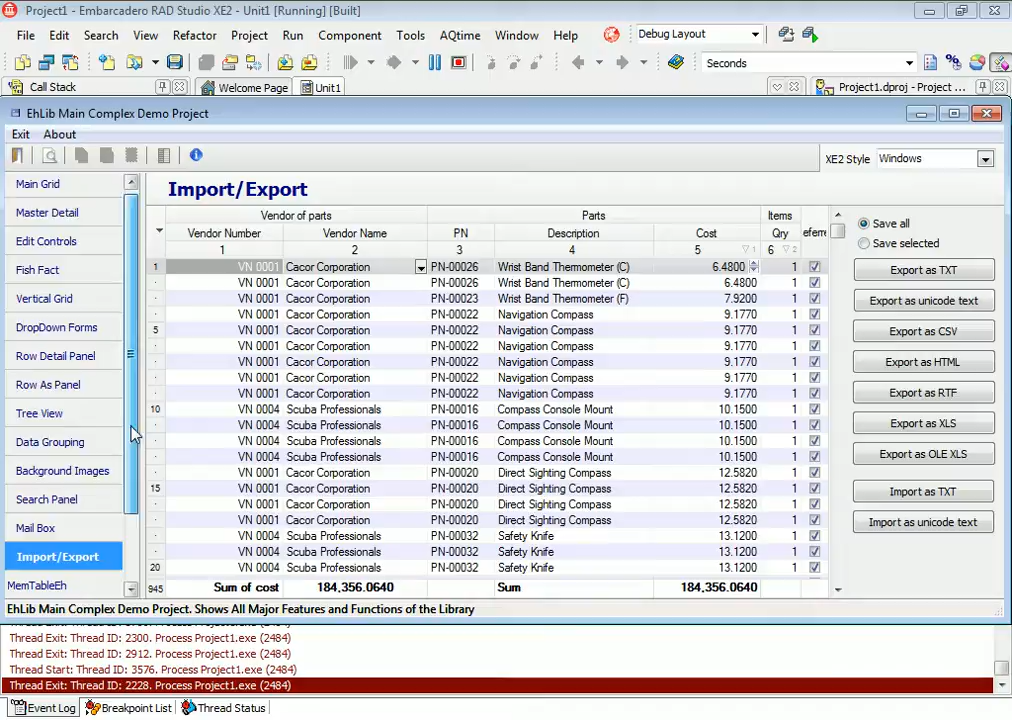 Project1 - Embarcadero RAD Studio XE2 - Unit1 [Running] [Built]
File Edit Search View Refactor Project Run Component Tools AQtime Window Help Debug Layout
Seconds
Call Stack Welcome Page Unit1 Project1.dproj - Project ...
EhLib Main Complex Demo Project
Exit About
XE2 Style Windows
Main Grid
Master Detail
Edit Controls
Fish Fact
Vertical Grid
DropDown Forms
Row Detail Panel
Row As Panel
Tree View
Data Grouping
Background Images
Search Panel
Mail Box
Import/Export
MemTableEh
Import/Export
Vendor of parts Parts Items
Vendor Number Vendor Name PN Description Cost Qry eferre
1 2 3 4 5 1 6 2
1 VN 0001 Cacor Corporation PN-00026 Wrist Band Thermometer (C) 6.4800 1
VN 0001 Cacor Corporation PN-00026 Wrist Band Thermometer (C) 6.4800 1
VN 0001 Cacor Corporation PN-00023 Wrist Band Thermometer (F) 7.9200 1
VN 0001 Cacor Corporation PN-00022 Navigation Compass 9.1770 1
5 VN 0001 Cacor Corporation PN-00022 Navigation Compass 9.1770 1
VN 0001 Cacor Corporation PN-00022 Navigation Compass 9.1770 1
VN 0001 Cacor Corporation PN-00022 Navigation Compass 9.1770 1
VN 0001 Cacor Corporation PN-00022 Navigation Compass 9.1770 1
VN 0001 Cacor Corporation PN-00022 Navigation Compass 9.1770 1
10 VN 0004 Scuba Professionals PN-00016 Compass Console Mount 10.1500 1
VN 0004 Scuba Professionals PN-00016 Compass Console Mount 10.1500 1
VN 0004 Scuba Professionals PN-00016 Compass Console Mount 10.1500 1
VN 0004 Scuba Professionals PN-00016 Compass Console Mount 10.1500 1
VN 0001 Cacor Corporation PN-00020 Direct Sighting Compass 12.5820 1
15 VN 0001 Cacor Corporation PN-00020 Direct Sighting Compass 12.5820 1
VN 0001 Cacor Corporation PN-00020 Direct Sighting Compass 12.5820 1
VN 0001 Cacor Corporation PN-00020 Direct Sighting Compass 12.5820 1
VN 0004 Scuba Professionals PN-00032 Safety Knife 13.1200 1
VN 0004 Scuba Professionals PN-00032 Safety Knife 13.1200 1
20 VN 0004 Scuba Professionals PN-00032 Safety Knife 13.1200 1
945 Sum of cost 184,356.0640 Sum 184,356.0640
Save all
Save selected
Export as TXT
Export as unicode text
Export as CSV
Export as HTML
Export as RTF
Export as XLS
Export as OLE XLS
Import as TXT
Import as unicode text
EhLib Main Complex Demo Project. Shows All Major Features and Functions of the Library
Thread Exit: Thread ID: 2300. Process Project1.exe (2484)
Thread Exit: Thread ID: 2912. Process Project1.exe (2484)
Thread Start: Thread ID: 3576. Process Project1.exe (2484)
Thread Exit: Thread ID: 2228. Process Project1.exe (2484)
Event Log Breakpoint List Thread Status